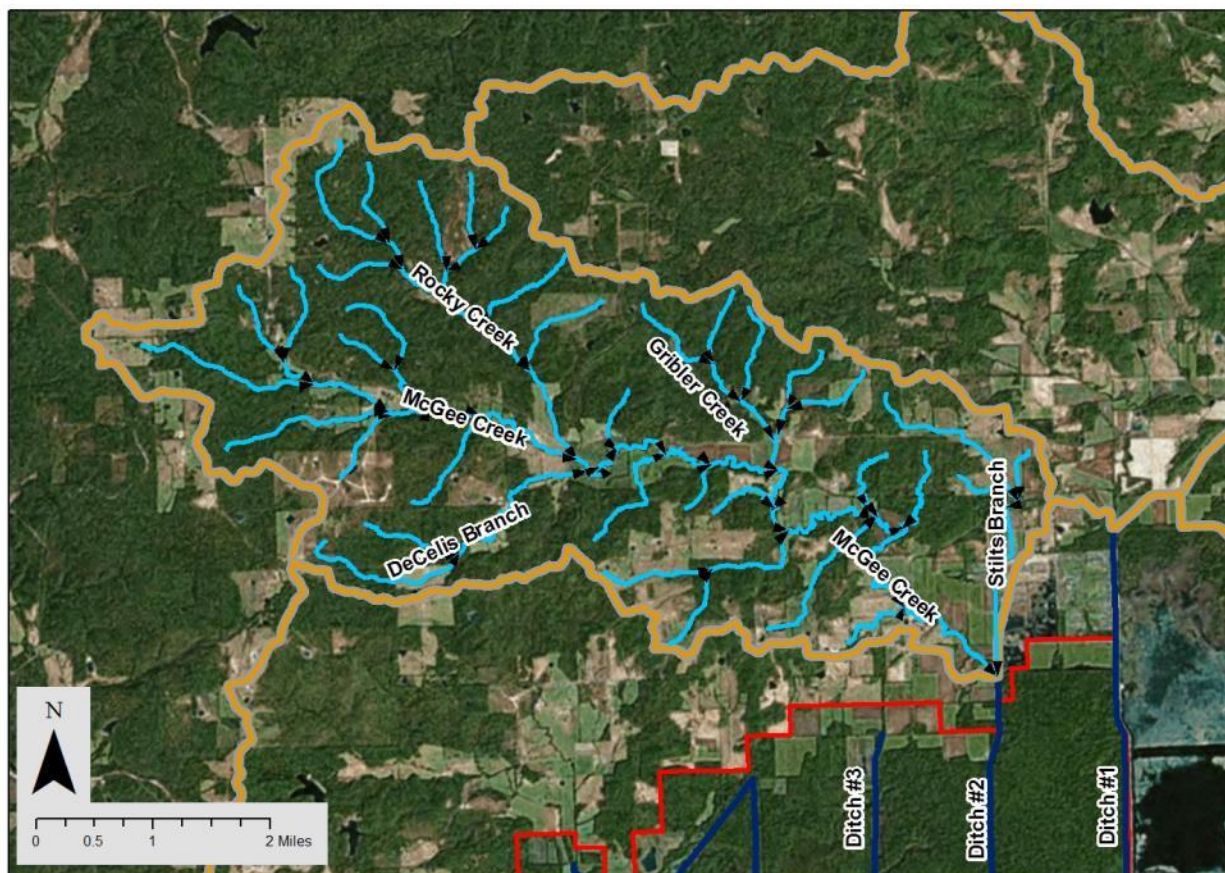 Rocky Creek
Gribler Creek
McGee Creek
DeCelis Branch
McGee Creek
Stilts Branch
Ditch #3
Ditch #2
Ditch #1
N
0 0.5 1 2 Miles